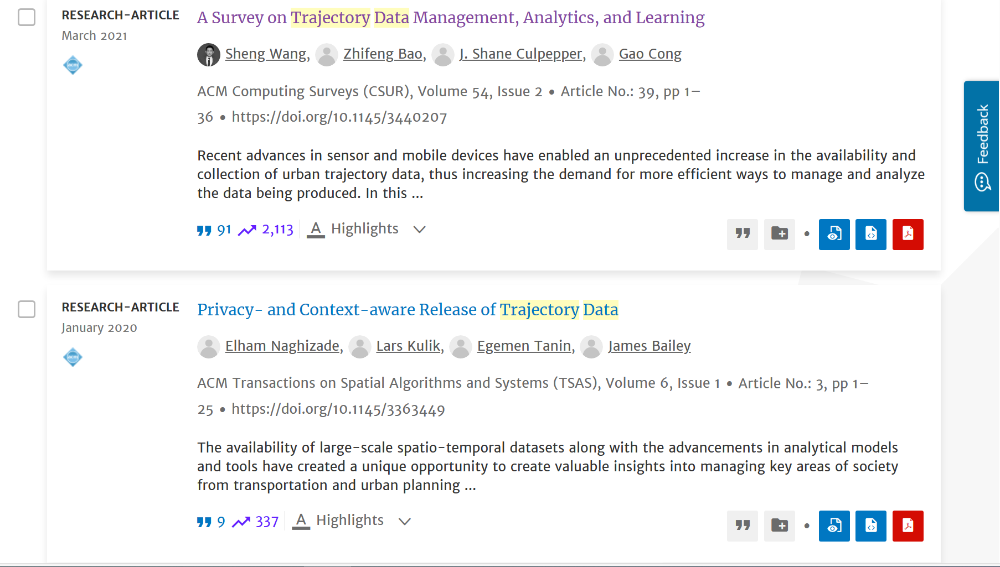 RESEARCH-ARTICLE
March 2021
A Survey on Trajectory Data Management, Analytics, and Learning
Sheng Wang, Zhifeng Bao, J. Shane Culpepper, Gao Cong
ACM Computing Surveys (CSUR), Volume 54, Issue 2 • Article No.: 39, pp 1–
36 • https://doi.org/10.1145/3440207
Recent advances in sensor and mobile devices have enabled an unprecedented increase in the availability and
collection of urban trajectory data, thus increasing the demand for more efficient ways to manage and analyze
the data being produced. In this ...
91 2,113 A Highlights
Feedback
RESEARCH-ARTICLE
January 2020
Privacy- and Context-aware Release of Trajectory Data
Elham Naghizade, Lars Kulik, Egemen Tanin, James Bailey
ACM Transactions on Spatial Algorithms and Systems (TSAS), Volume 6, Issue 1 • Article No.: 3, pp 1–
25 • https://doi.org/10.1145/3363449
The availability of large-scale spatio-temporal datasets along with the advancements in analytical models
and tools have created a unique opportunity to create valuable insights into managing key areas of society
from transportation and urban planning ...
9 337 A Highlights